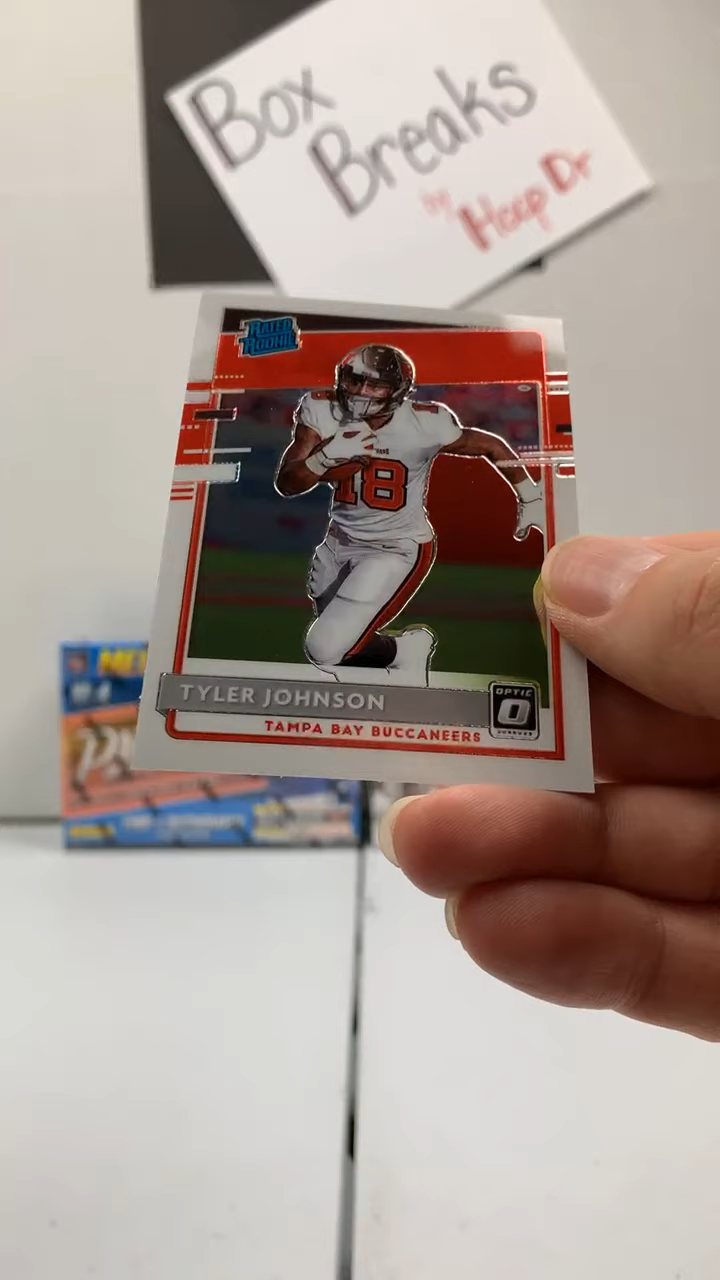 Box
Breaks
by Hoop Dr
RATED
ROOKIE
18
TYLER JOHNSON
OPTIC
TAMPA BAY BUCCANEERS